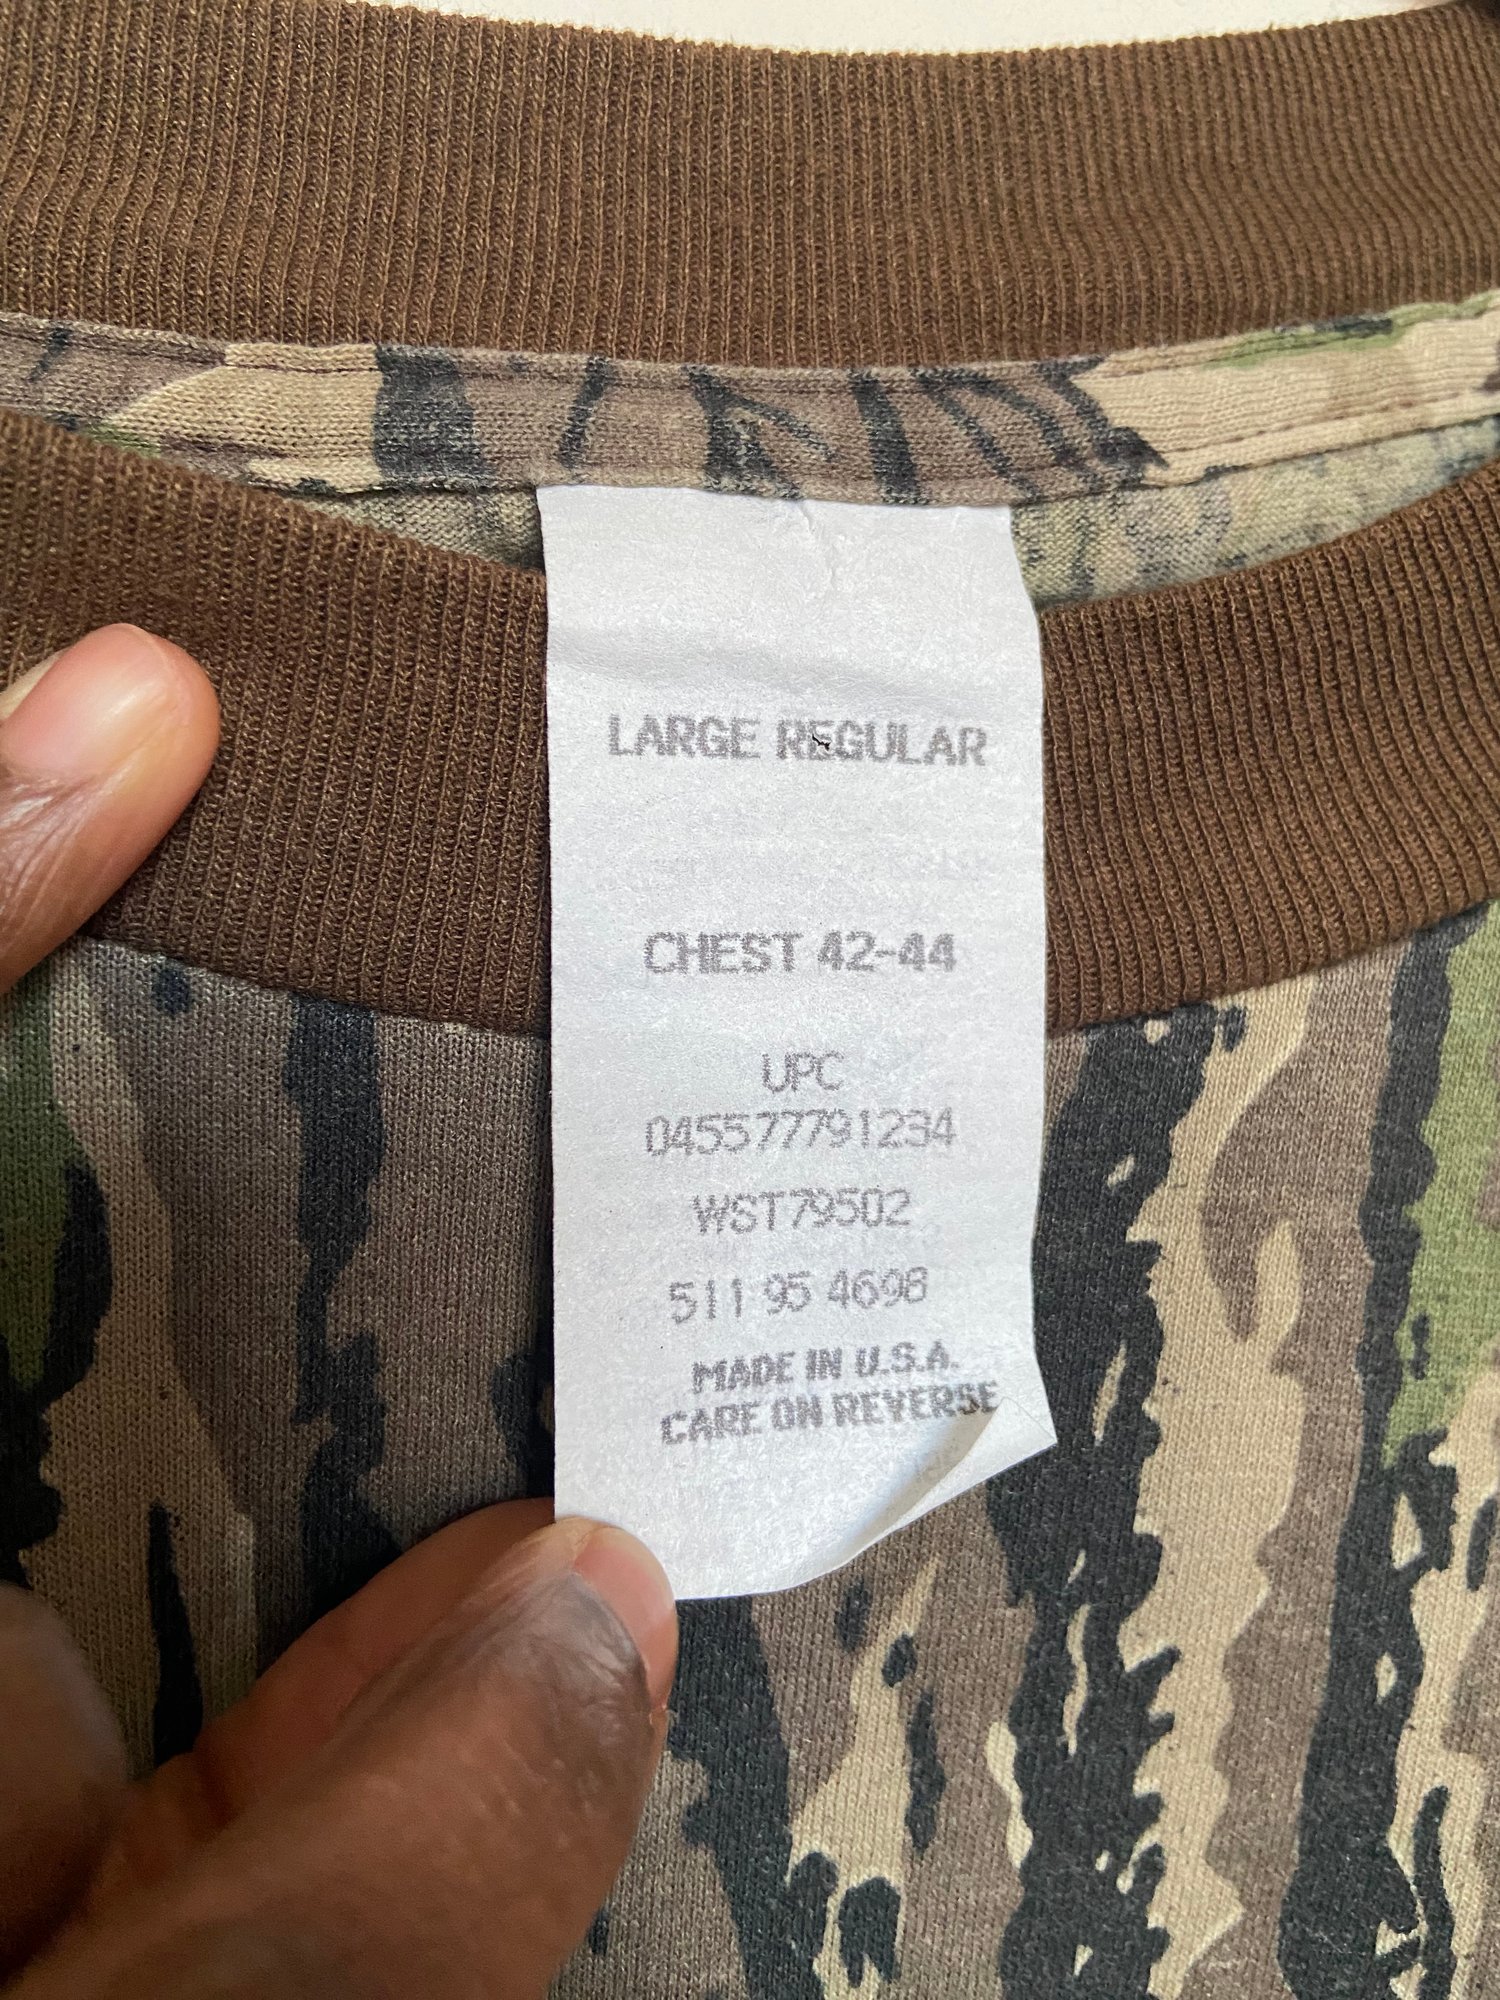 LARGE REGULAR
CHEST 42-44
UPC
045577791234
WST79502
511 95 4698
MADE IN U.S.A.
CARE ON REVERSE